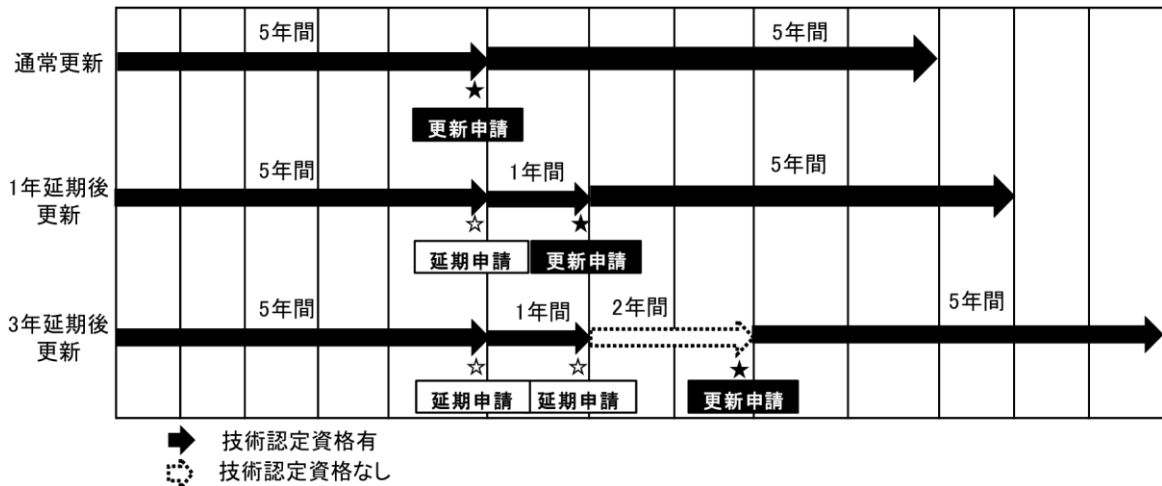 5年間
5年間
通常更新
★
更新申請
5年間
1年間
5年間
1年延期後
更新
☆
★
延期申請
更新申請
5年間
1年間
2年間
5年間
3年延期後
更新
☆
☆
★
延期申請
延期申請
更新申請
技術認定資格有
技術認定資格なし